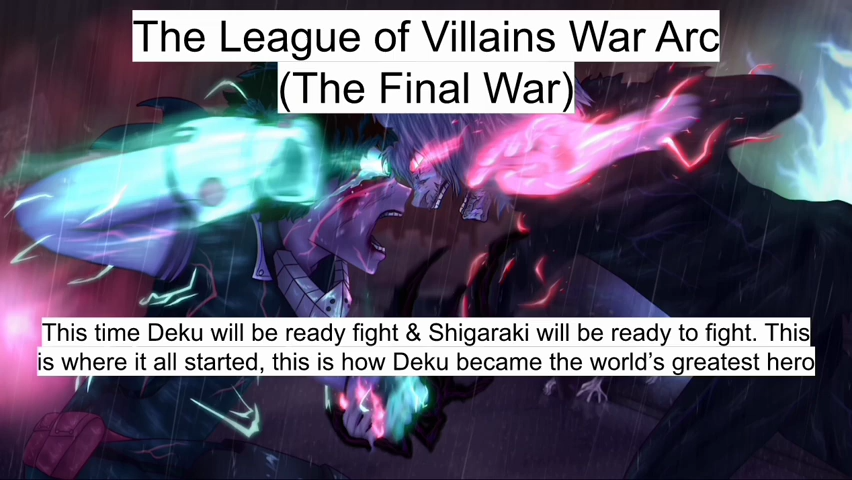 The League of Villains War Arc
(The Final War)
This time Deku will be ready fight & Shigaraki will be ready to fight. This
is where it all started, this is how Deku became the world’s greatest hero